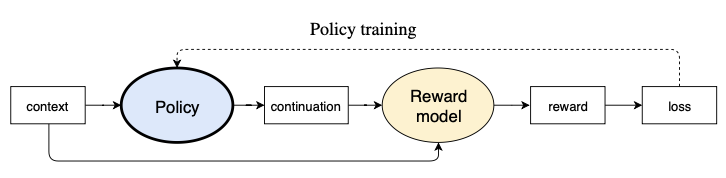 Policy training
context
Policy
continuation
Reward
model
reward
loss